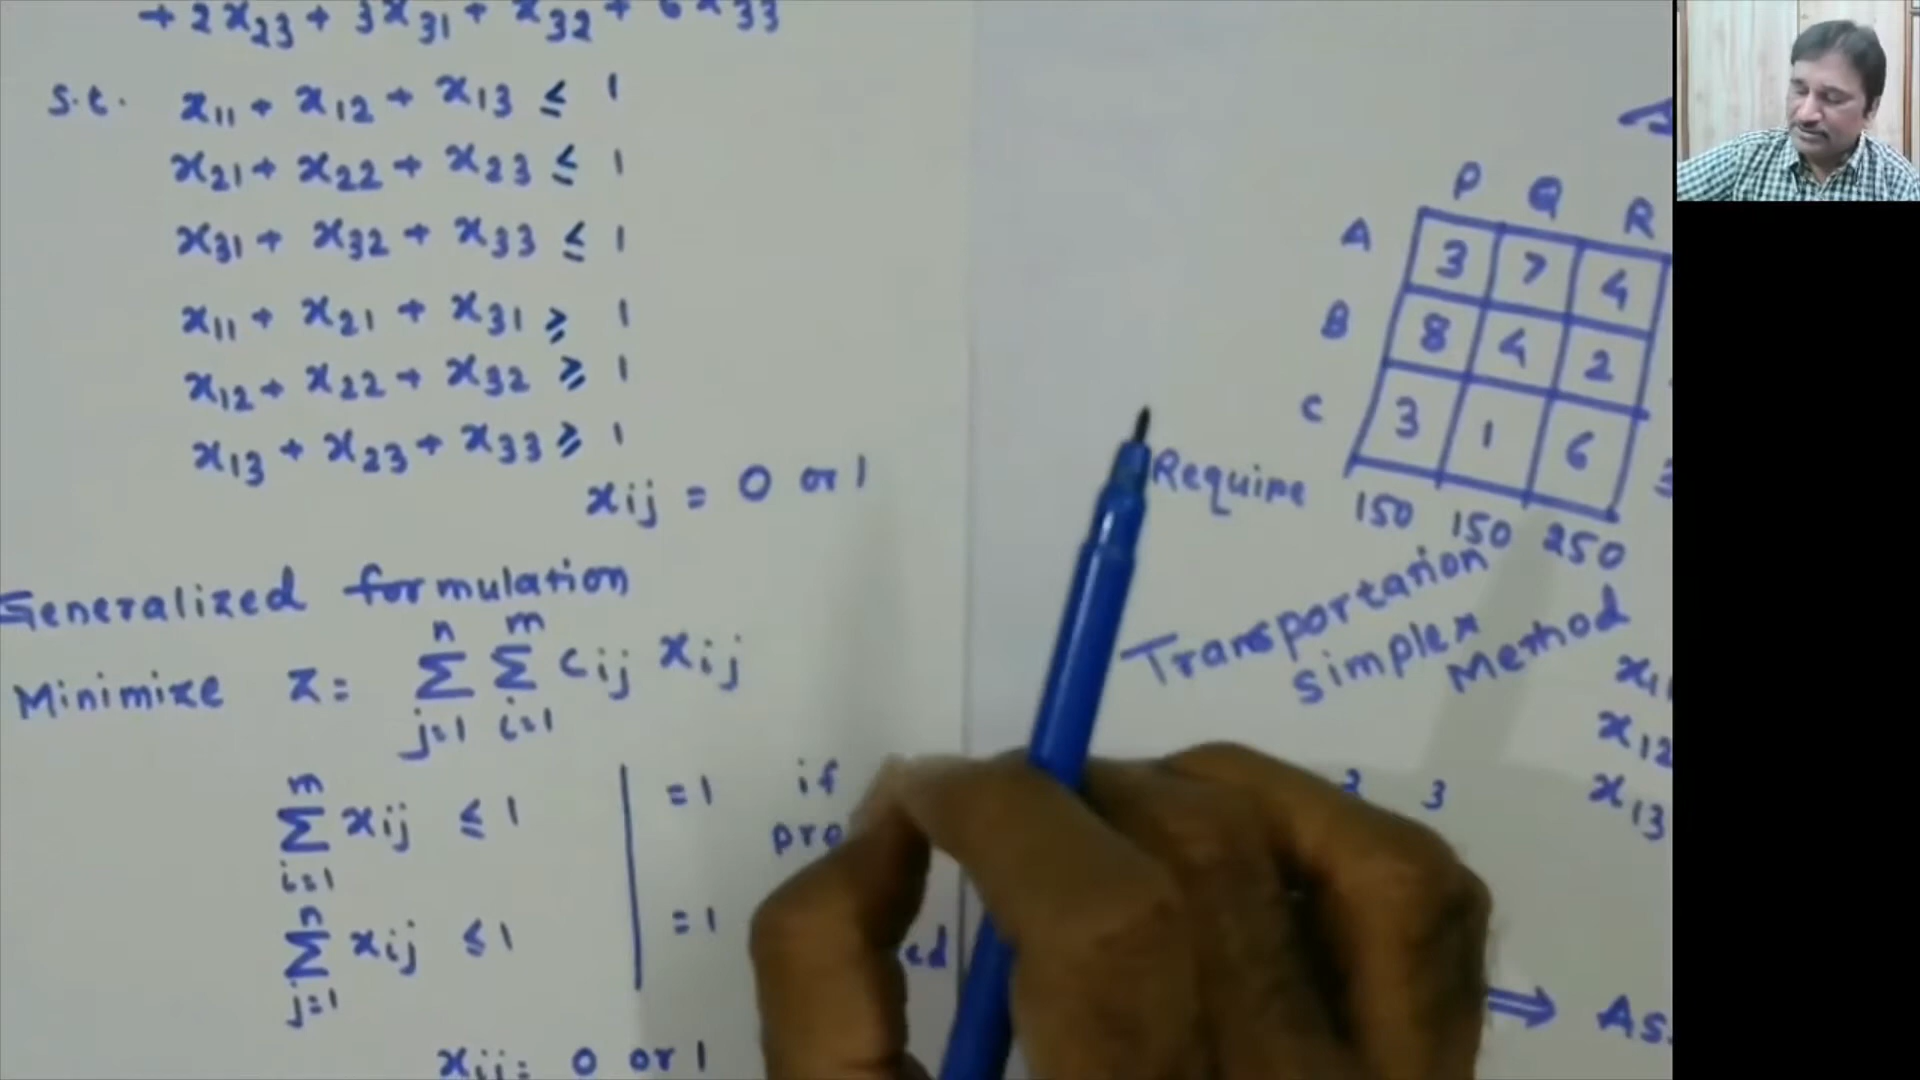 + 2x23 + 3x31 + x32 + 6x33
s.t. x11 + x12 + x13 ≤ 1
x21 + x22 + x23 ≤ 1
x31 + x32 + x33 ≤ 1
x11 + x21 + x31 ≥ 1
x12 + x22 + x32 ≥ 1
x13 + x23 + x33 ≥ 1
xij = 0 or 1
Generalized formulation
n m
Minimize Z = Σ Σ cij xij
j=1 i=1
m
Σ xij ≤ 1 | = 1 if
i=1
n
Σ xij ≤ 1 | = 1
j=1
xij = 0 or 1
P Q R
A 3 7 4
B 8 4 2
C 3 1 6
Require 150 150 250
Transportation
Simplex
Method
x12
x13
3
⇒